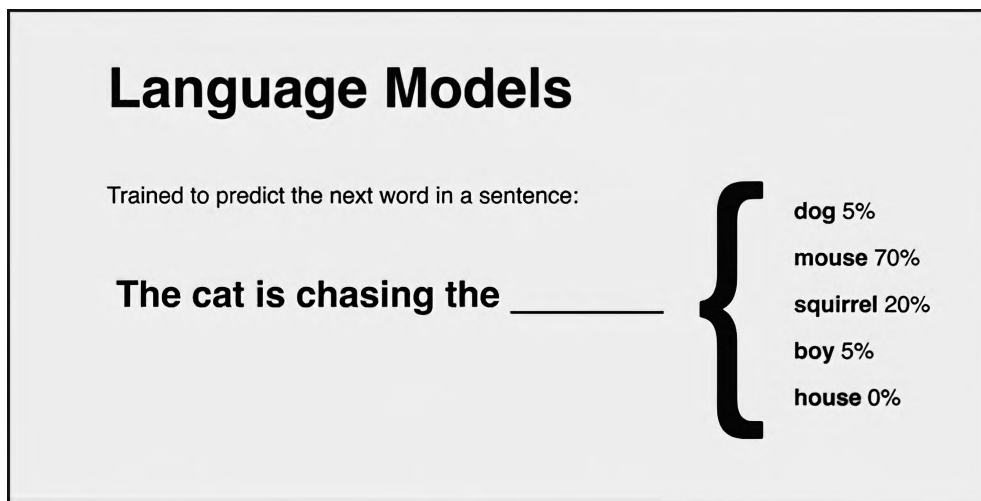 Language Models
Trained to predict the next word in a sentence:
The cat is chasing the ________
dog 5%
mouse 70%
squirrel 20%
boy 5%
house 0%